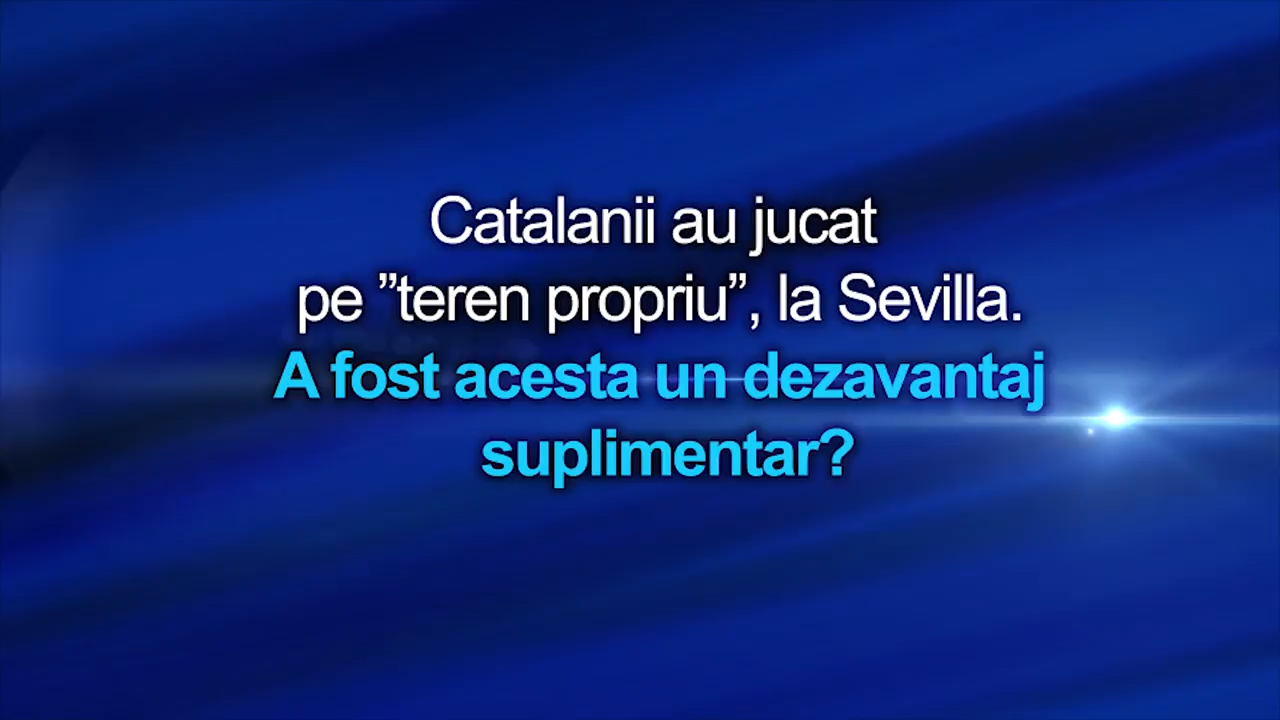 Catalanii au jucat
pe ”teren propriu”, la Sevilla.
A fost acesta un dezavantaj
suplimentar?